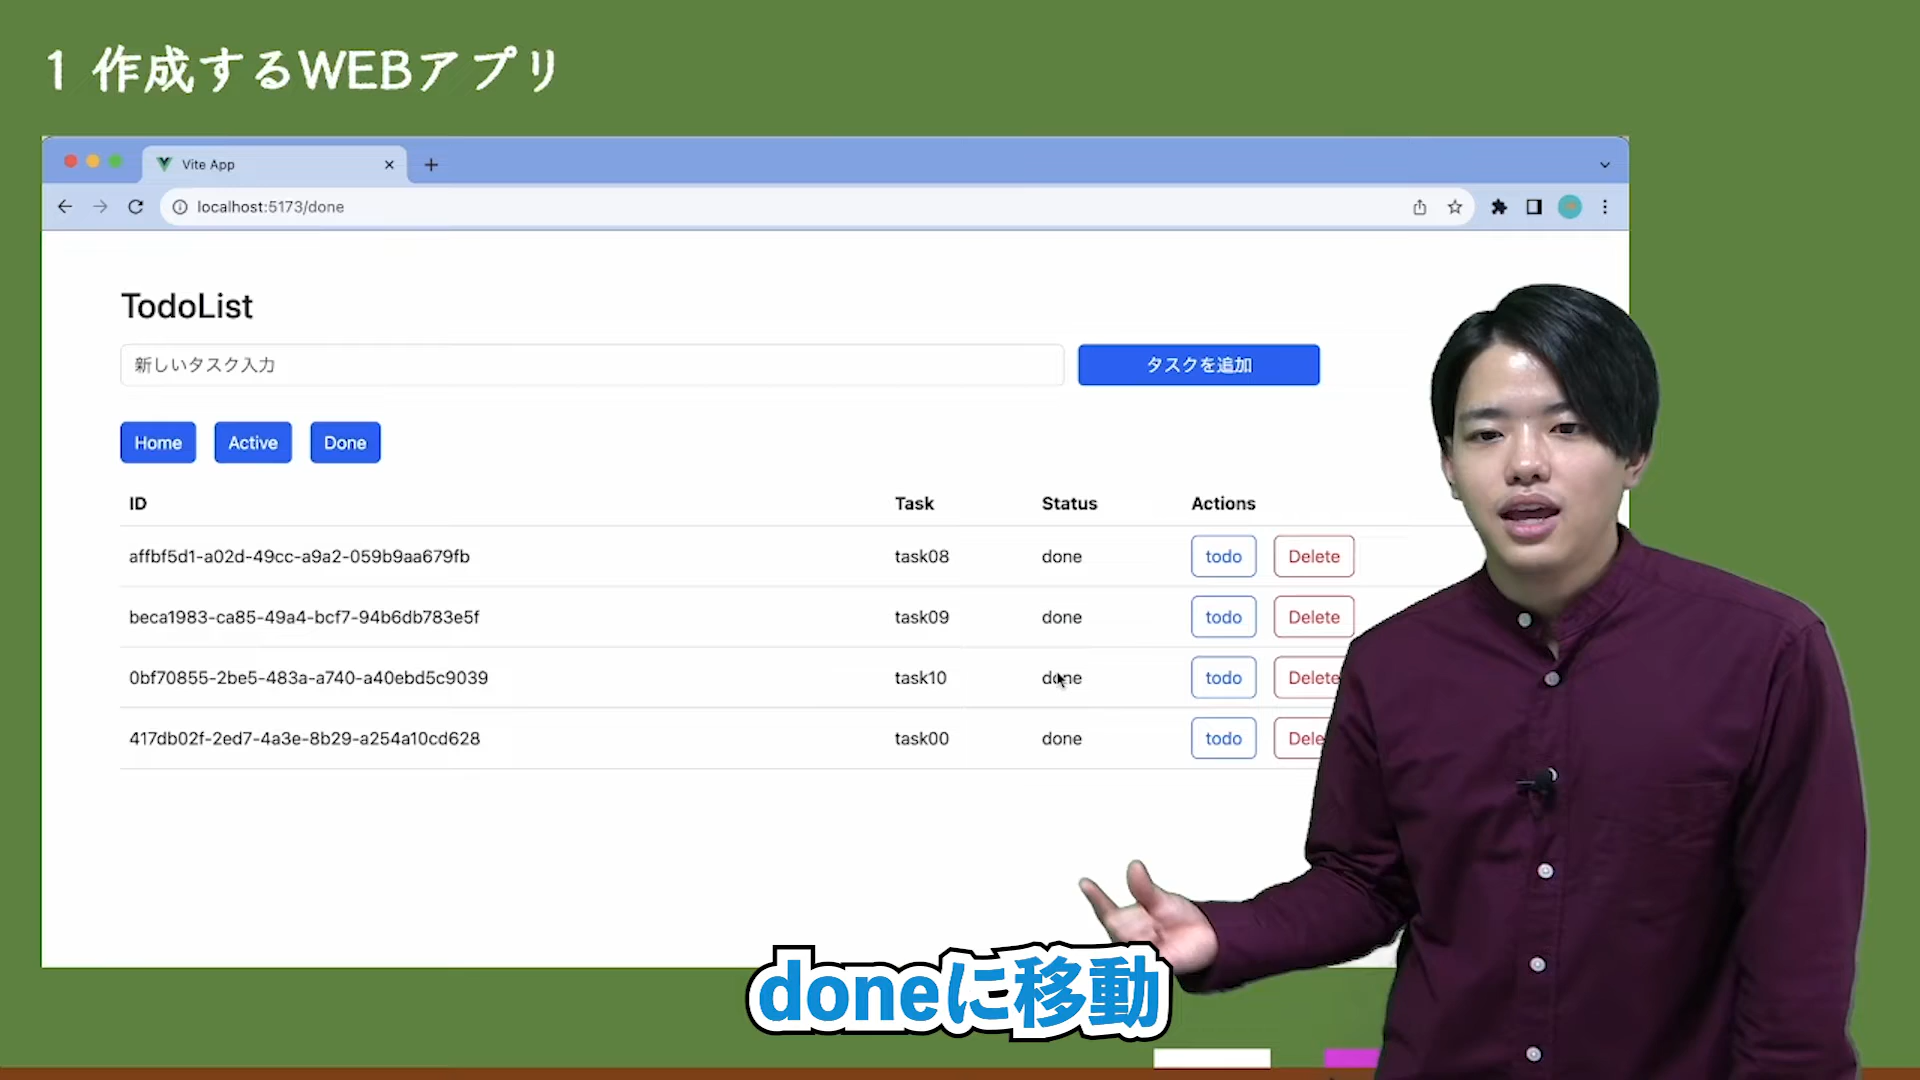 1 作成するWEBアプリ
Vite App
localhost:5173/done
TodoList
新しいタスク入力
タスクを追加
Home Active Done
ID Task Status Actions
affbf5d1-a02d-49cc-a9a2-059b9aa679fb task08 done todo Delete
beca1983-ca85-49a4-bcf7-94b6db783e5f task09 done todo Delete
0bf70855-2be5-483a-a740-a40ebd5c9039 task10 done todo Delete
417db02f-2ed7-4a3e-8b29-a254a10cd628 task00 done todo Dele
doneに移動